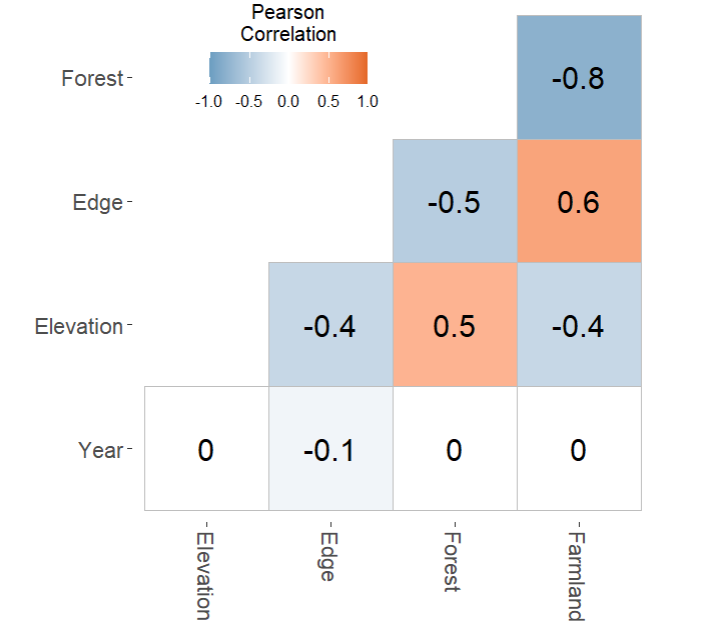 Pearson
Correlation
-1.0 -0.5 0.0 0.5 1.0
Forest
-0.8
Edge
-0.5 0.6
Elevation
-0.4 0.5 -0.4
Year
0 -0.1 0 0
Elevation
Edge
Forest
Farmland